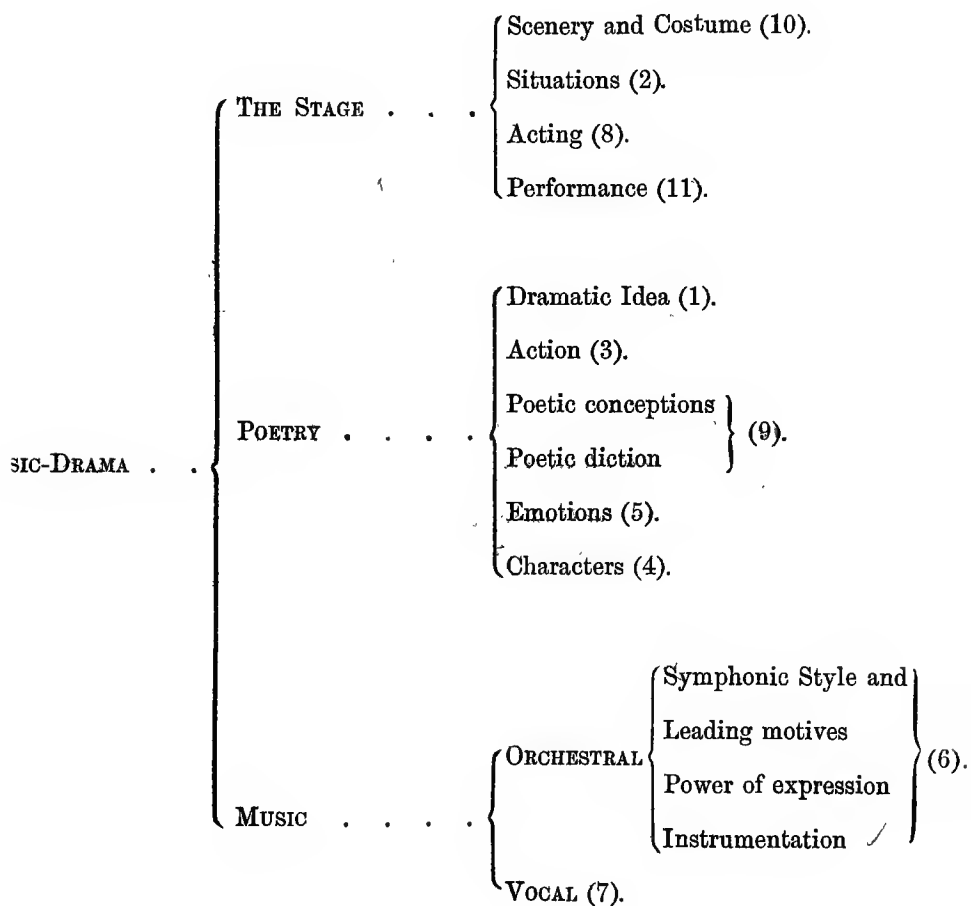 Scenery and Costume (10).
THE STAGE . . .
Situations (2).
Acting (8).
Performance (11).
Dramatic Idea (1).
Action (3).
Poetic conceptions
POETRY . . . .
(9).
SIC-DRAMA . .
Poetic diction
Emotions (5).
Characters (4).
Symphonic Style and
Leading motives
ORCHESTRAL
(6).
Power of expression
MUSIC . . . .
Instrumentation
VOCAL (7).